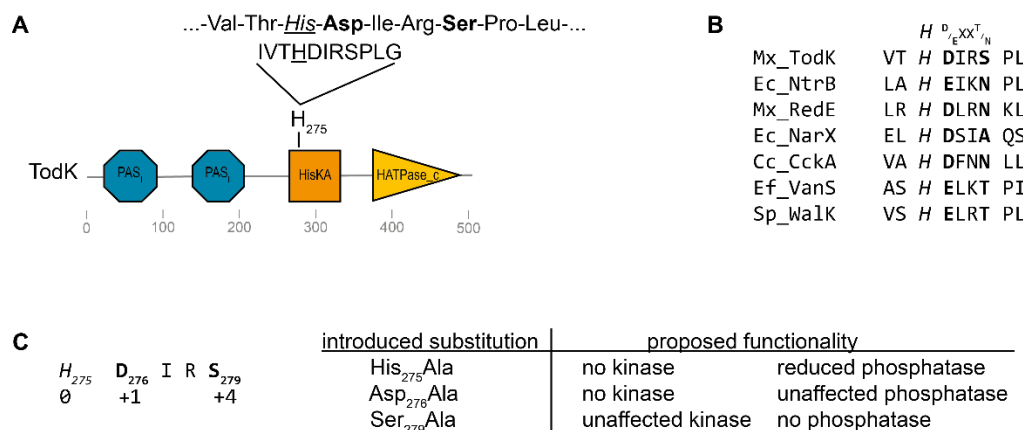 A
...-Val-Thr-His-Asp-Ile-Arg-Ser-Pro-Leu-...
IVTHDIRSPLG
H275
TodK
PASI
PASI
HisKA
HATPase_c
0 100 200 300 400 500
B
H D/EXXT/N
Mx_TodK VT H DIRS PL
Ec_NtrB LA H EIKN PL
Mx_RedE LR H DLRN KL
Ec_NarX EL H DSIA QS
Cc_CckA VA H DFNN LL
Ef_VanS AS H ELKT PI
Sp_WalK VS H ELRT PL
C
H275 D276 I R S279
0 +1 +4
introduced substitution proposed functionality
His275Ala no kinase reduced phosphatase
Asp276Ala no kinase unaffected phosphatase
Ser279Ala unaffected kinase no phosphatase